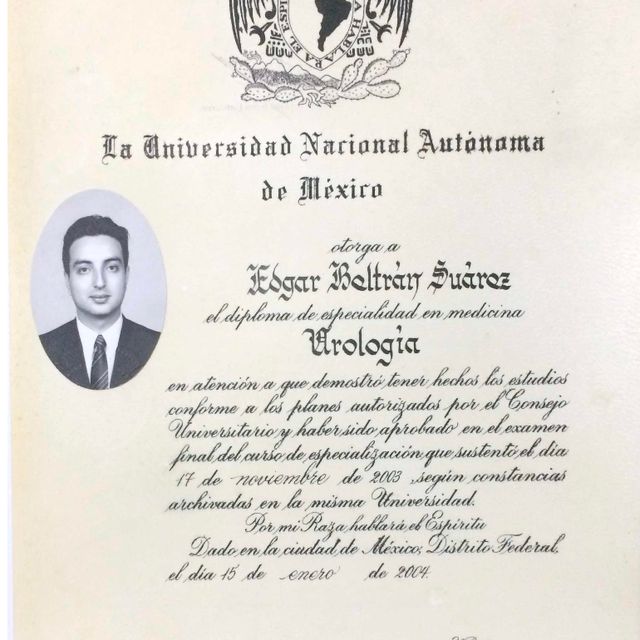 EL ESPI
A HABLARA
La Universidad Nacional Autónoma
de México
otorga a
Edgar Beltrán Suárez
el diploma de especialidad en medicina
Urología
en atención a que demostró tener hechos los estudios
conforme a los planes autorizados por el Consejo
Universitario y haber sido aprobado en el examen
final del curso de especialización que sustentó el día
17 de noviembre de 2003, según constancias
archivadas en la misma Universidad.
Por mi Raza hablará el Espíritu
Dado en la ciudad de México, Distrito Federal,
el día 15 de enero de 2004.